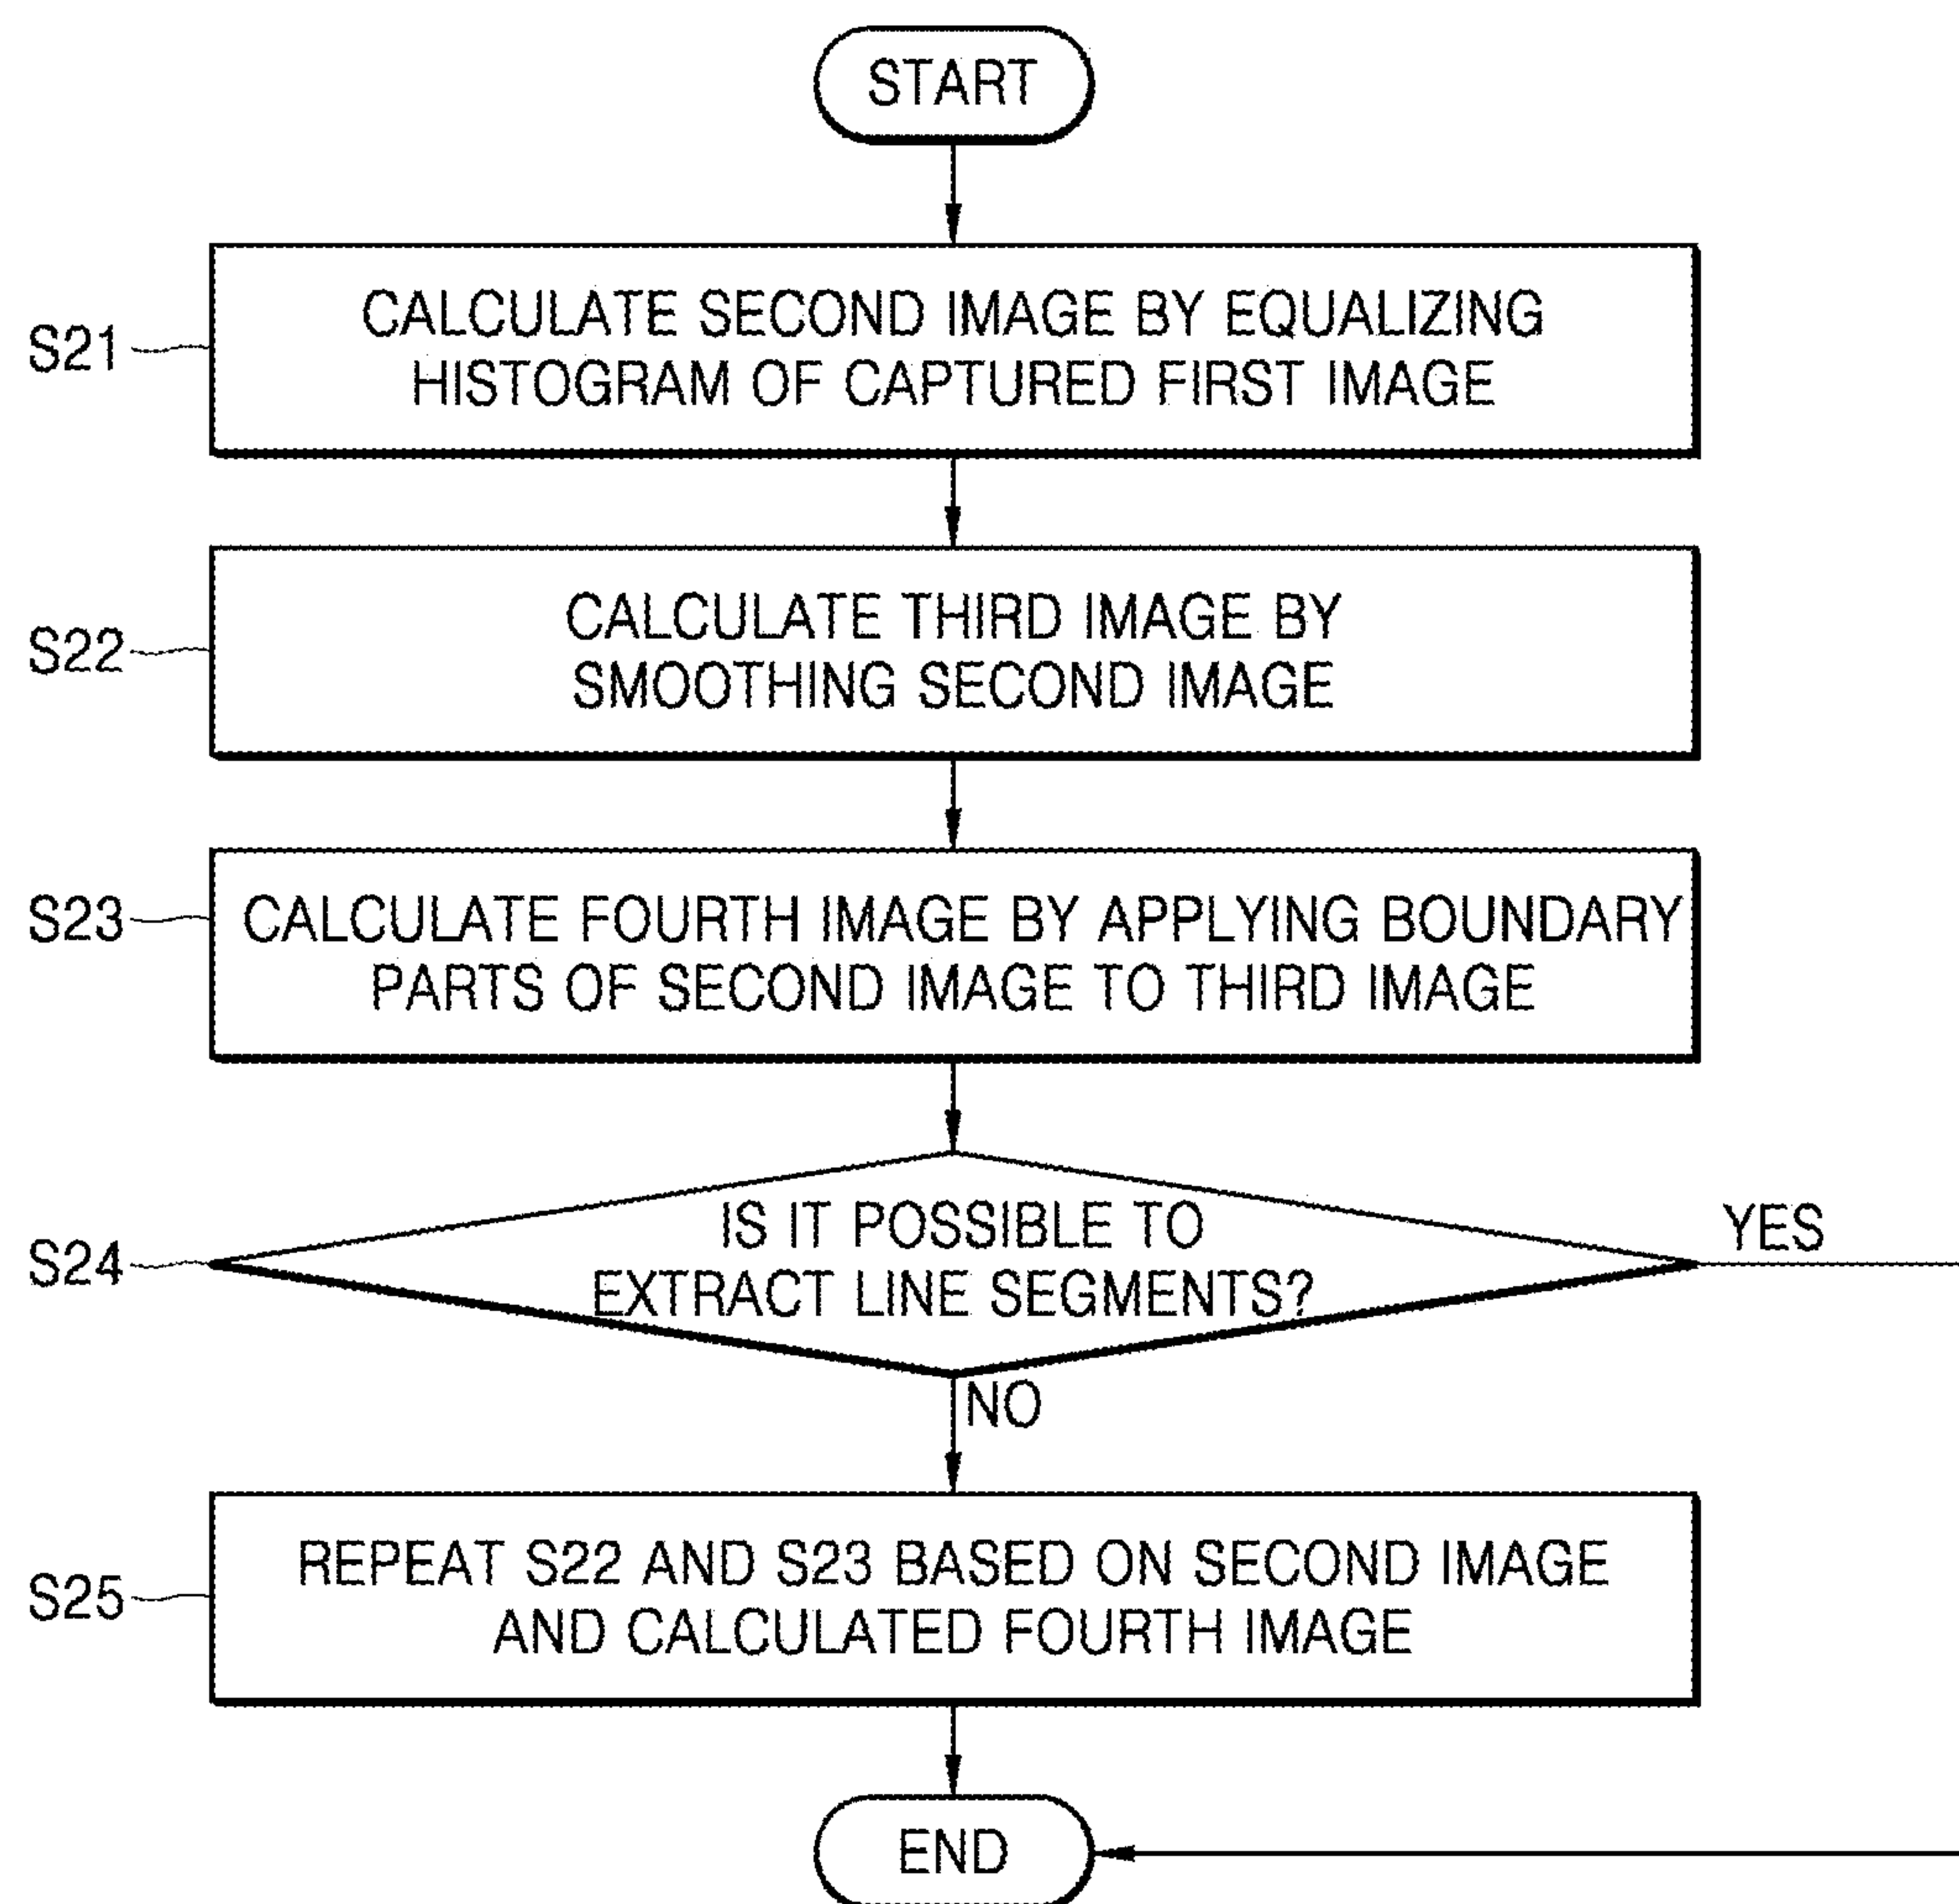 START
S21
CALCULATE SECOND IMAGE BY EQUALIZING
HISTOGRAM OF CAPTURED FIRST IMAGE
S22
CALCULATE THIRD IMAGE BY
SMOOTHING SECOND IMAGE
S23
CALCULATE FOURTH IMAGE BY APPLYING BOUNDARY
PARTS OF SECOND IMAGE TO THIRD IMAGE
S24
IS IT POSSIBLE TO
EXTRACT LINE SEGMENTS?
YES
NO
S25
REPEAT S22 AND S23 BASED ON SECOND IMAGE
AND CALCULATED FOURTH IMAGE
END